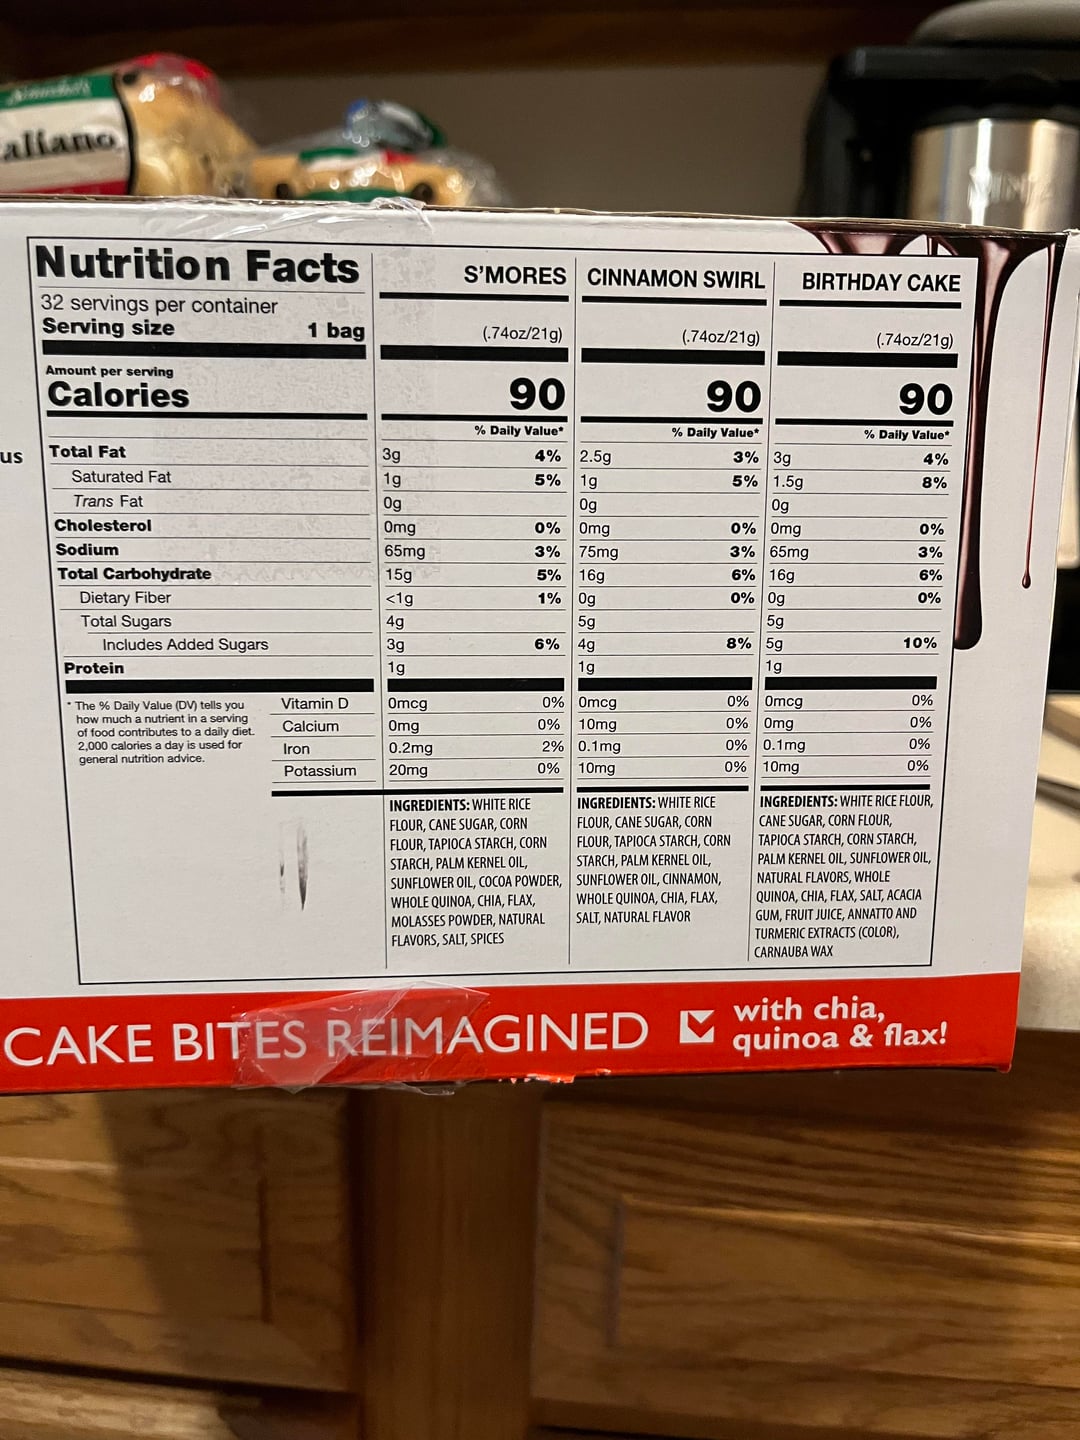 aliano
NINJA
us
Nutrition Facts
32 servings per container
Serving size 1 bag
Amount per serving
Calories
Total Fat
Saturated Fat
Trans Fat
Cholesterol
Sodium
Total Carbohydrate
Dietary Fiber
Total Sugars
Includes Added Sugars
Protein
* The % Daily Value (DV) tells you
how much a nutrient in a serving
of food contributes to a daily diet.
2,000 calories a day is used for
general nutrition advice.
Vitamin D
Calcium
Iron
Potassium
S'MORES
(.74oz/21g)
90
% Daily Value*
3g 4%
1g 5%
0g
0mg 0%
65mg 3%
15g 5%
<1g 1%
4g
3g 6%
1g
0mcg 0%
0mg 0%
0.2mg 2%
20mg 0%
INGREDIENTS: WHITE RICE
FLOUR, CANE SUGAR, CORN
FLOUR, TAPIOCA STARCH, CORN
STARCH, PALM KERNEL OIL,
SUNFLOWER OIL, COCOA POWDER,
WHOLE QUINOA, CHIA, FLAX,
MOLASSES POWDER, NATURAL
FLAVORS, SALT, SPICES
CINNAMON SWIRL
(.74oz/21g)
90
% Daily Value*
2.5g 3%
1g 5%
0g
0mg 0%
75mg 3%
16g 6%
0g 0%
5g
4g 8%
1g
0mcg 0%
10mg 0%
0.1mg 0%
10mg 0%
INGREDIENTS: WHITE RICE
FLOUR, CANE SUGAR, CORN
FLOUR, TAPIOCA STARCH, CORN
STARCH, PALM KERNEL OIL,
SUNFLOWER OIL, CINNAMON,
WHOLE QUINOA, CHIA, FLAX,
SALT, NATURAL FLAVOR
BIRTHDAY CAKE
(.74oz/21g)
90
% Daily Value*
3g 4%
1.5g 8%
0g
0mg 0%
65mg 3%
16g 6%
0g 0%
5g
5g 10%
1g
0mcg 0%
0mg 0%
0.1mg 0%
10mg 0%
INGREDIENTS: WHITE RICE FLOUR,
CANE SUGAR, CORN FLOUR,
TAPIOCA STARCH, CORN STARCH,
PALM KERNEL OIL, SUNFLOWER OIL,
NATURAL FLAVORS, WHOLE
QUINOA, CHIA, FLAX, SALT, ACACIA
GUM, FRUIT JUICE, ANNATTO AND
TURMERIC EXTRACTS (COLOR),
CARNAUBA WAX
CAKE BITES REIMAGINED
with chia,
quinoa & flax!